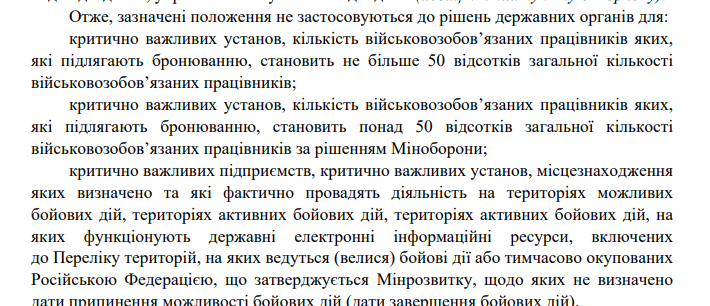 Отже, зазначені положення не застосовуються до рішень державних органів для:
критично важливих установ, кількість військовозобов’язаних працівників яких,
які підлягають бронюванню, становить не більше 50 відсотків загальної кількості
військовозобов’язаних працівників;
критично важливих установ, кількість військовозобов’язаних працівників яких,
які підлягають бронюванню, становить понад 50 відсотків загальної кількості
військовозобов’язаних працівників за рішенням Міноборони;
критично важливих підприємств, критично важливих установ, місцезнаходження
яких визначено та які фактично провадять діяльність на територіях можливих
бойових дій, територіях активних бойових дій, територіях активних бойових дій, на
яких функціонують державні електронні інформаційні ресурси, включених
до Переліку територій, на яких ведуться (велися) бойові дії або тимчасово окупованих
Російською Федерацією, що затверджується Мінрозвитку, щодо яких не визначено
дати припинення можливості бойових дій (дати завершення бойових дій).